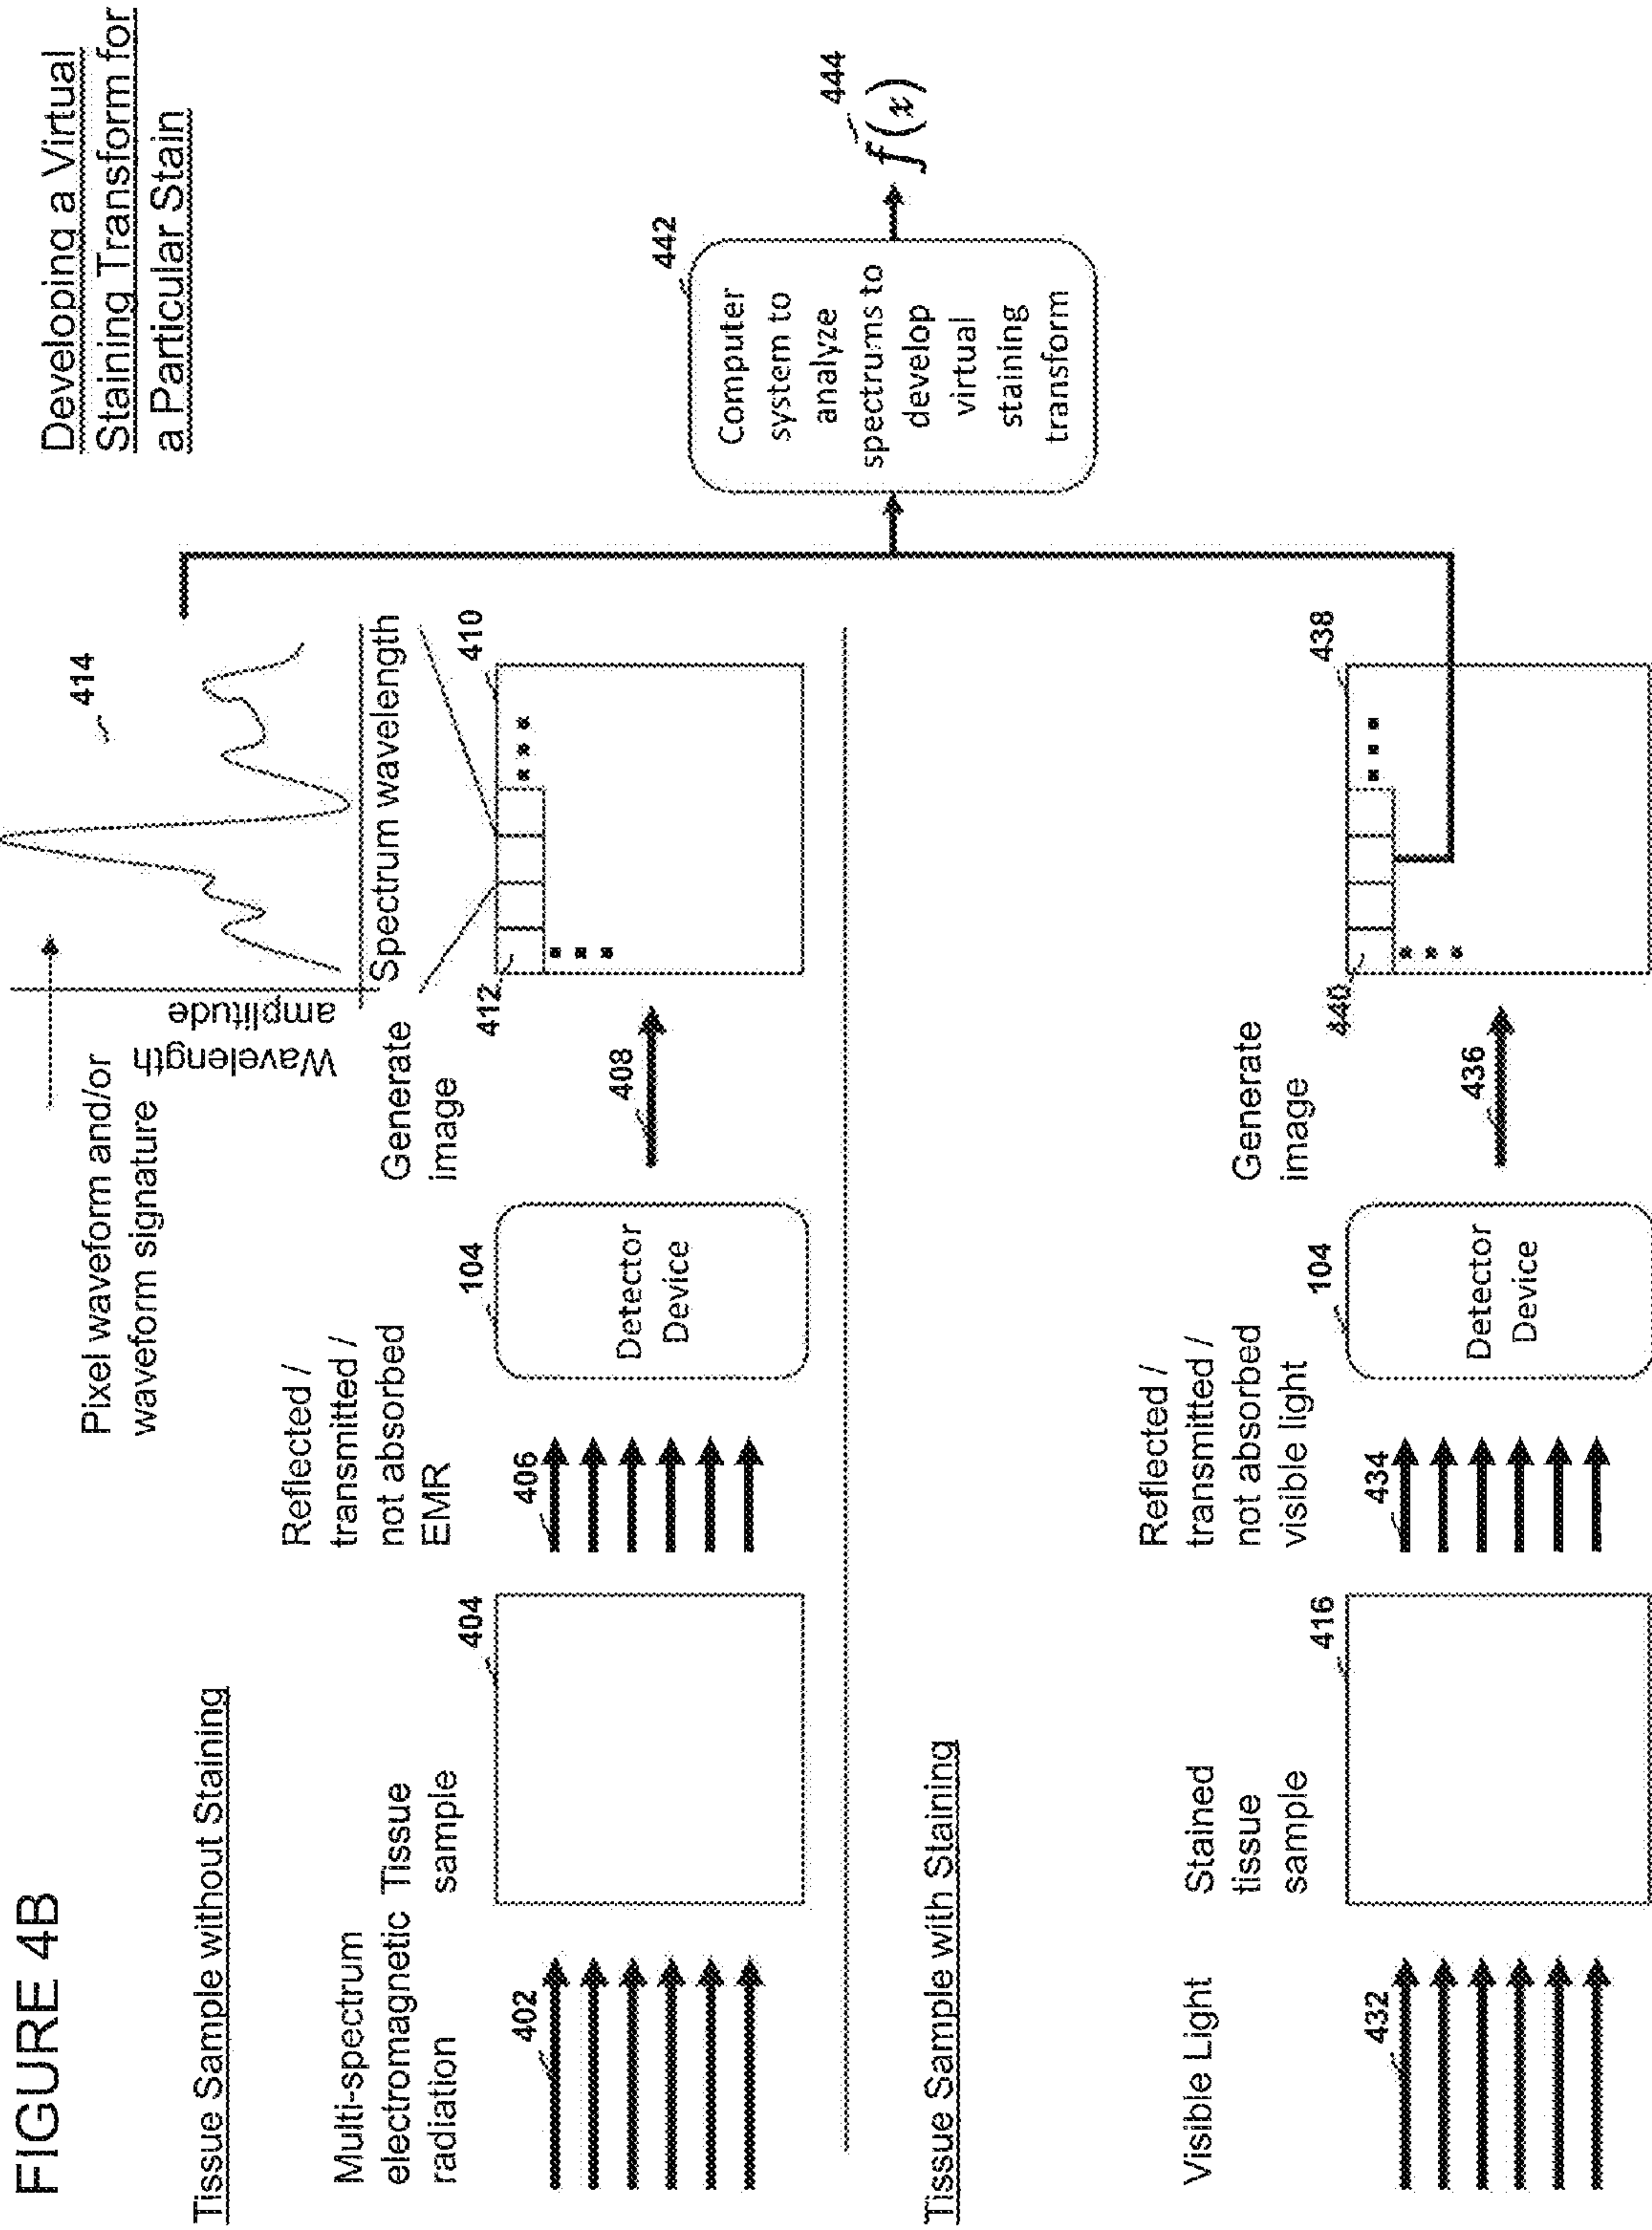 FIGURE 4B
Developing a Virtual
Staining Transform for
a Particular Stain
Tissue Sample without Staining
Pixel waveform and/or
waveform signature
414
Wavelength
amplitude
Spectrum wavelength
Multi-spectrum
electromagnetic
radiation
402
Tissue
sample
404
Reflected /
transmitted /
not absorbed
EMR
406
104
Detector
Device
Generate
image
408
412
410
442
Computer
system to
analyze
spectrums to
develop
virtual
staining
transform
444
f(x)
Tissue Sample with Staining
Visible Light
432
Stained
tissue
sample
416
Reflected /
transmitted /
not absorbed
visible light
434
104
Detector
Device
Generate
image
436
440
438